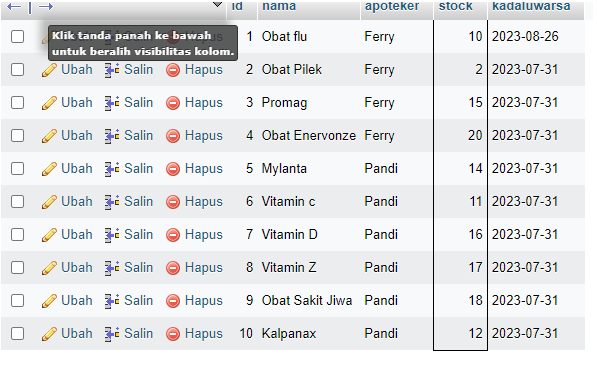 id nama apoteker stock kadaluwarsa
Klik tanda panah ke bawah
untuk beralih visibilitas kolom.
1 Obat flu Ferry 10 2023-08-26
Ubah Salin Hapus 2 Obat Pilek Ferry 2 2023-07-31
Ubah Salin Hapus 3 Promag Ferry 15 2023-07-31
Ubah Salin Hapus 4 Obat Enervonze Ferry 20 2023-07-31
Ubah Salin Hapus 5 Mylanta Pandi 14 2023-07-31
Ubah Salin Hapus 6 Vitamin c Pandi 11 2023-07-31
Ubah Salin Hapus 7 Vitamin D Pandi 16 2023-07-31
Ubah Salin Hapus 8 Vitamin Z Pandi 17 2023-07-31
Ubah Salin Hapus 9 Obat Sakit Jiwa Pandi 18 2023-07-31
Ubah Salin Hapus 10 Kalpanax Pandi 12 2023-07-31